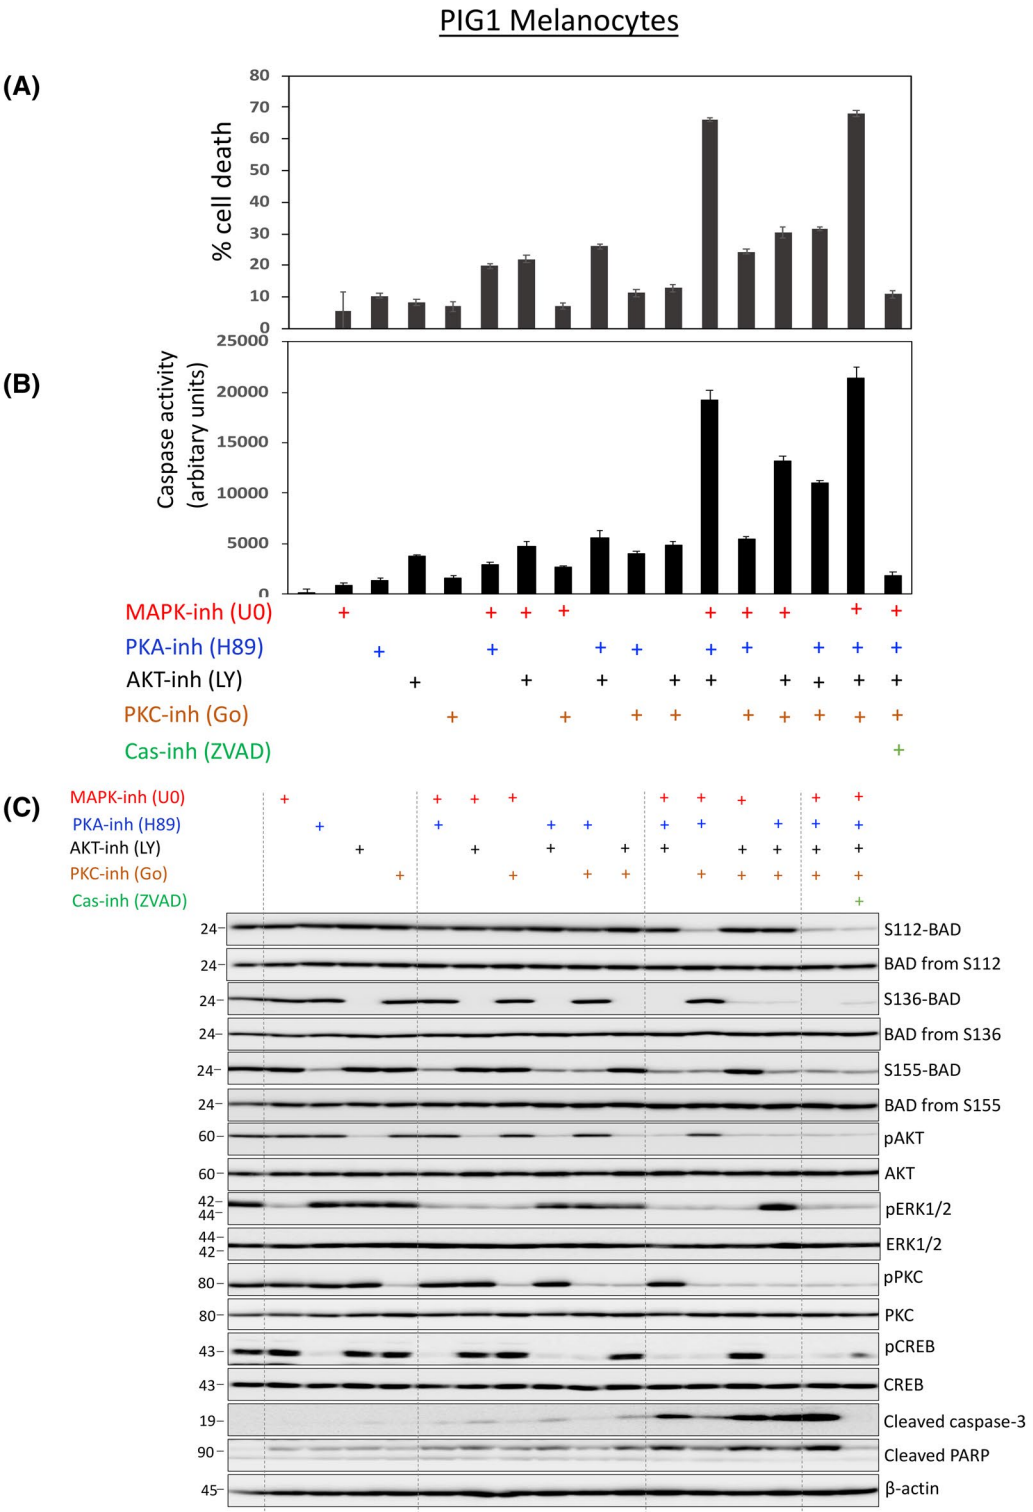 PIG1 Melanocytes
(A)
% cell death
80
70
60
50
40
30
20
10
0
(B)
Caspase activity
(arbitary units)
25000
20000
15000
10000
5000
0
MAPK-inh (U0) + + + + + + + + +
PKA-inh (H89) + + + + + + + + +
AKT-inh (LY) + + + + + + + + +
PKC-inh (Go) + + + + + + + + +
Cas-inh (ZVAD) +
(C)
MAPK-inh (U0) + + + + + + + + +
PKA-inh (H89) + + + + + + + + +
AKT-inh (LY) + + + + + + + + +
PKC-inh (Go) + + + + + + + + +
Cas-inh (ZVAD) +
24 S112-BAD
24 BAD from S112
24 S136-BAD
24 BAD from S136
24 S155-BAD
24 BAD from S155
60 pAKT
60 AKT
42
44 pERK1/2
44
42 ERK1/2
80 pPKC
80 PKC
43 pCREB
43 CREB
19 Cleaved caspase-3
90 Cleaved PARP
45 β-actin